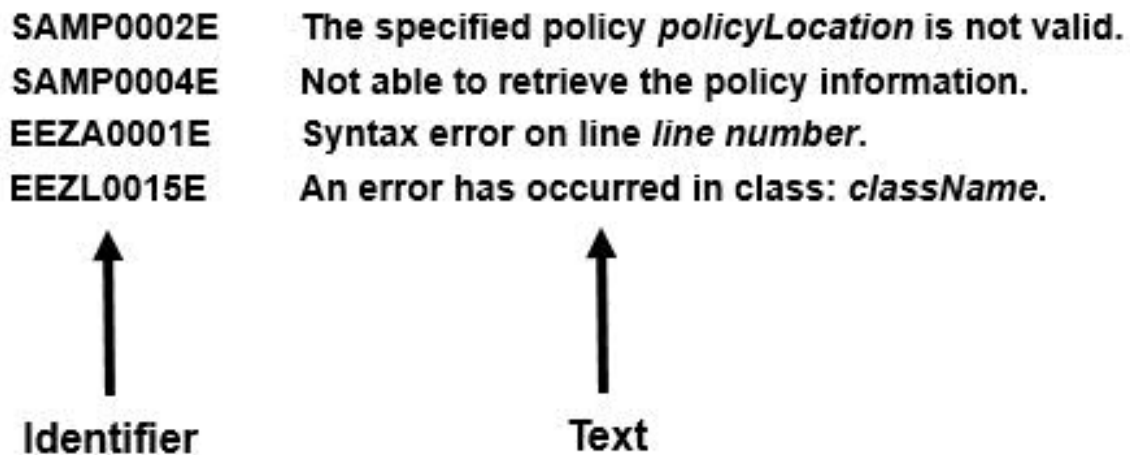 SAMP0002E The specified policy policyLocation is not valid.
SAMP0004E Not able to retrieve the policy information.
EEZA0001E Syntax error on line line number.
EEZL0015E An error has occurred in class: className.
Identifier Text